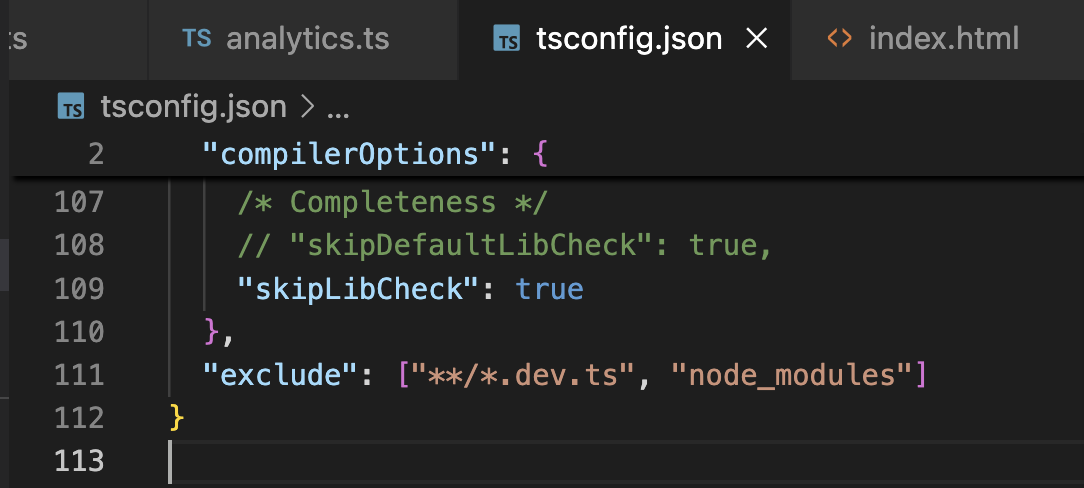 ts
TS analytics.ts
TS tsconfig.json
index.html
TS tsconfig.json > ...
2 "compilerOptions": {
107 /* Completeness */
108 // "skipDefaultLibCheck": true,
109 "skipLibCheck": true
110 },
111 "exclude": ["**/*.dev.ts", "node_modules"]
112 }
113